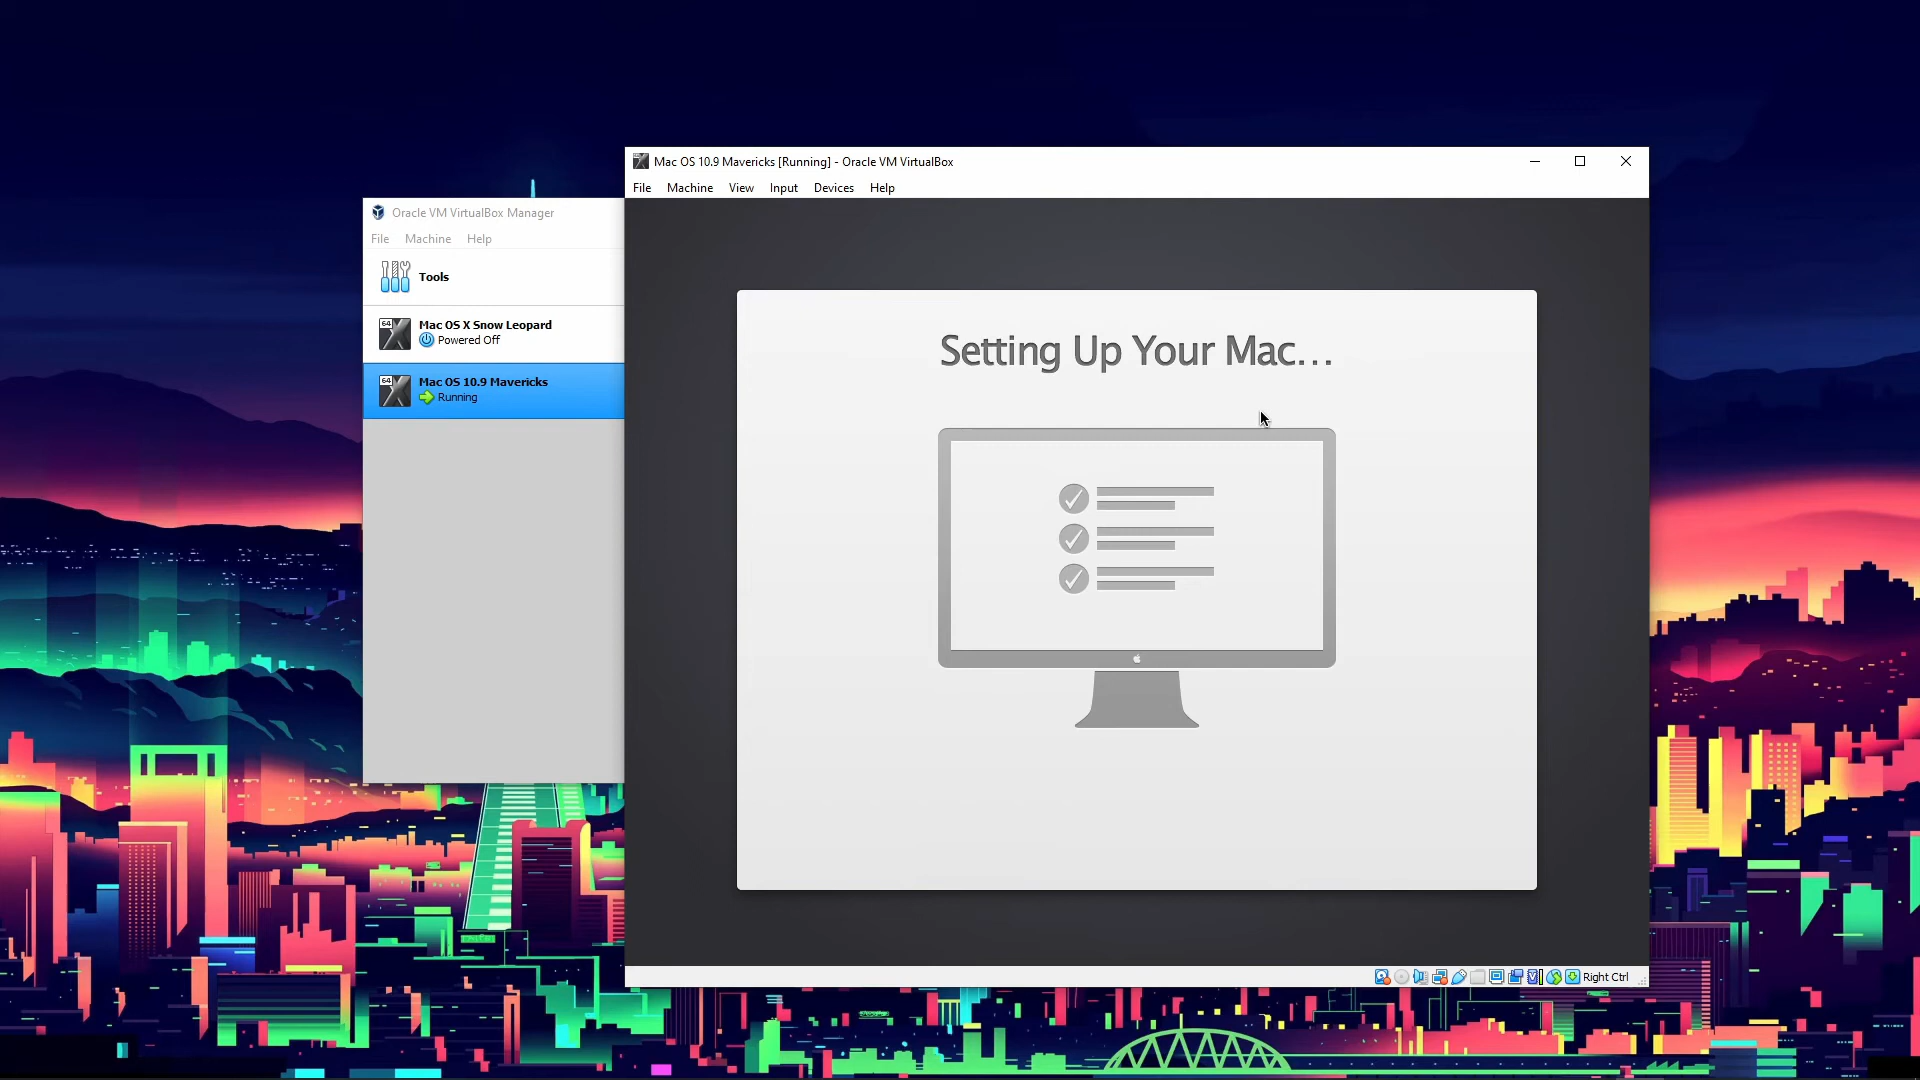 Mac OS 10.9 Mavericks [Running] - Oracle VM VirtualBox
File Machine View Input Devices Help
Oracle VM VirtualBox Manager
File Machine Help
Tools
64
Mac OS X Snow Leopard
Powered Off
64
Mac OS 10.9 Mavericks
Running
Setting Up Your Mac...
Right Ctrl